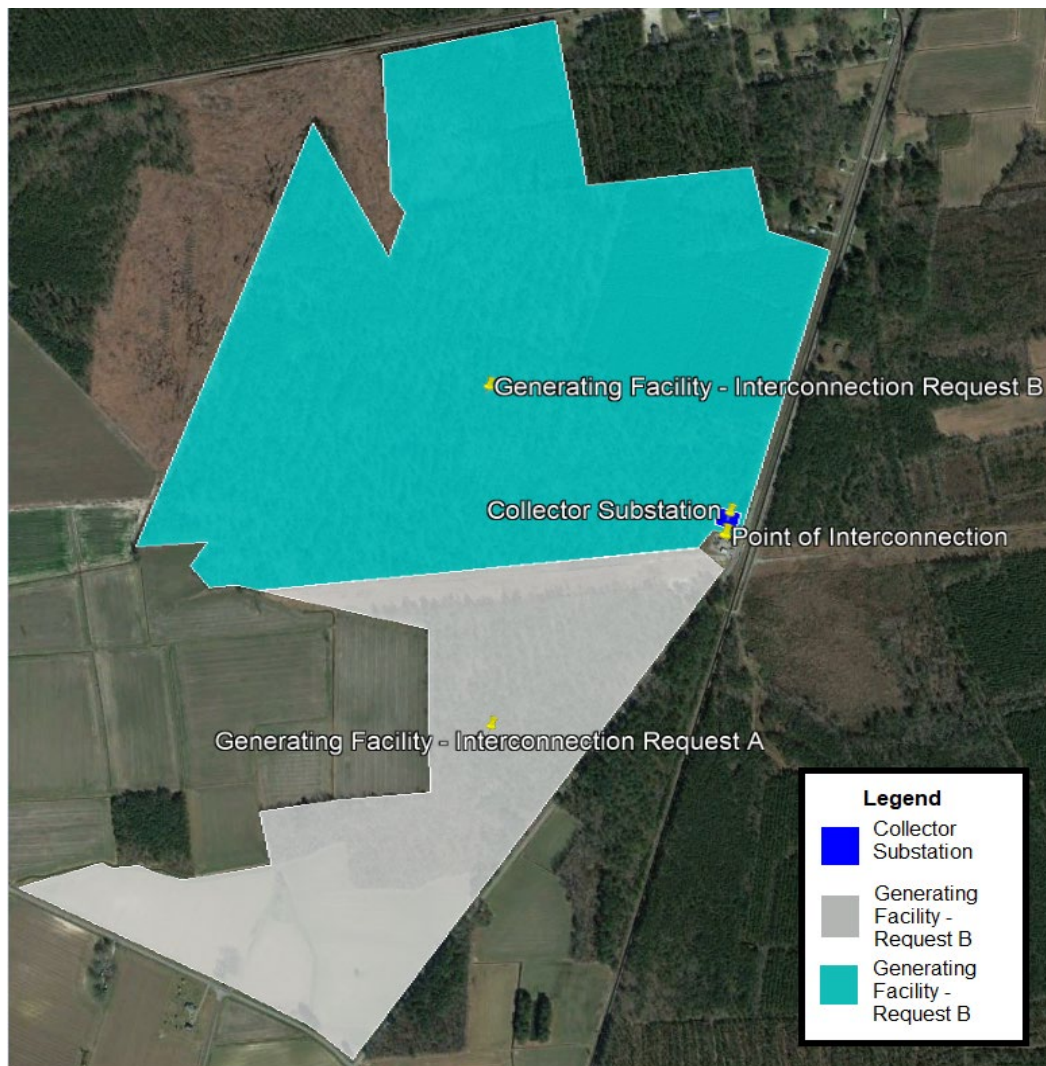 Generating Facility - Interconnection Request B
Collector Substation
Point of Interconnection
Generating Facility - Interconnection Request A
Legend
Collector
Substation
Generating
Facility -
Request B
Generating
Facility -
Request B